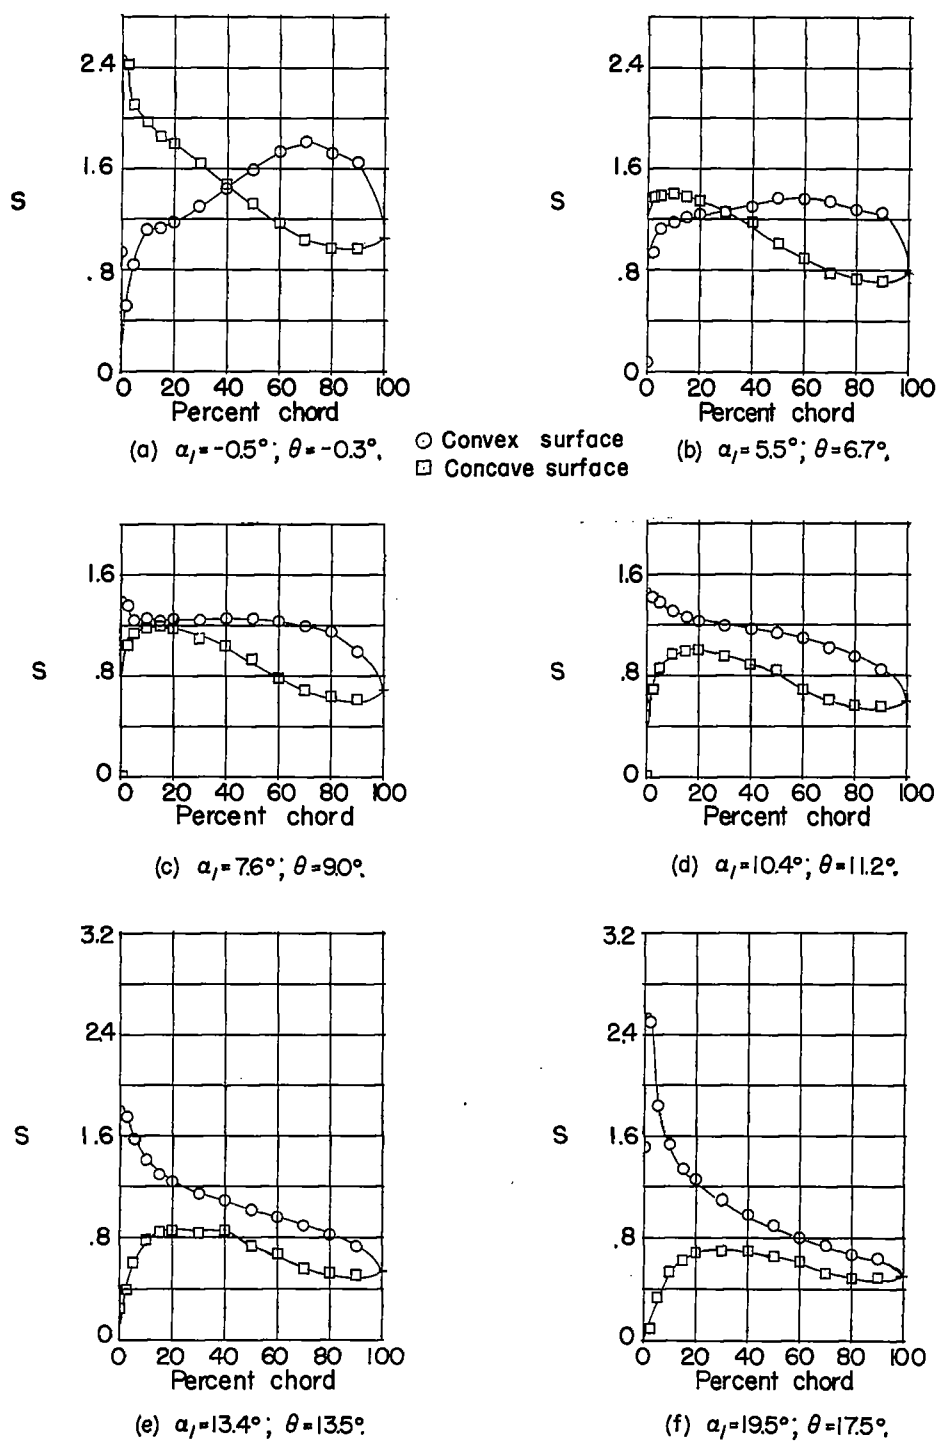 2.4
1.6
S
.8
0
0 20 40 60 80 100
Percent chord
(a) α₁=-0.5°; θ=-0.3°.
2.4
1.6
S
.8
0
0 20 40 60 80 100
Percent chord
(b) α₁=5.5°; θ=6.7°.
Convex surface
Concave surface
1.6
S
.8
0
0 20 40 60 80 100
Percent chord
(c) α₁=7.6°; θ=9.0°.
1.6
S
.8
0
0 20 40 60 80 100
Percent chord
(d) α₁=10.4°; θ=11.2°.
3.2
2.4
S
1.6
.8
0
0 20 40 60 80 100
Percent chord
(e) α₁=13.4°; θ=13.5°.
3.2
2.4
S
1.6
.8
0
0 20 40 60 80 100
Percent chord
(f) α₁=19.5°; θ=17.5°.